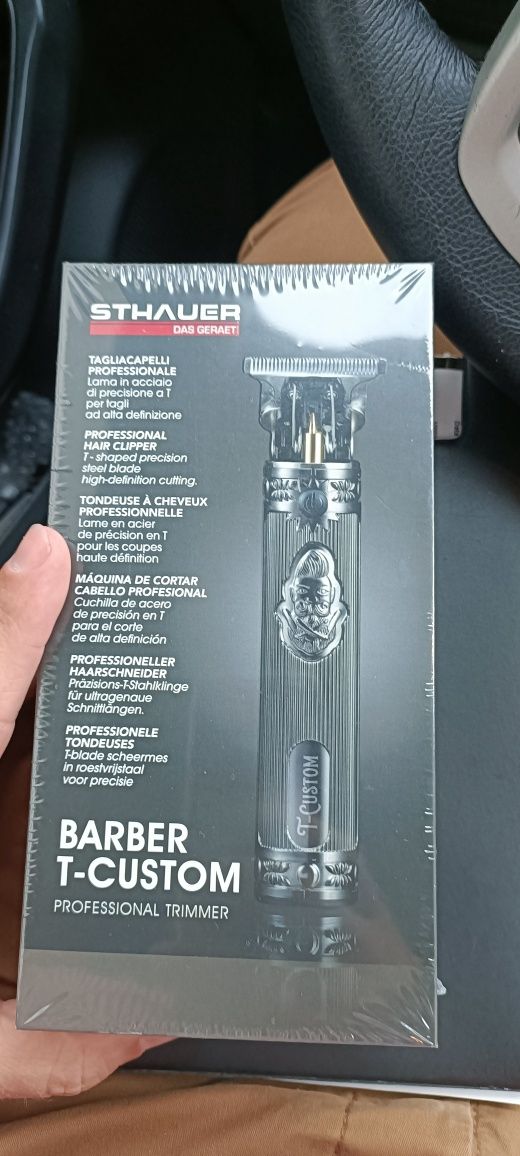 STHAUER
DAS GERAET
TAGLIACAPELLI
PROFESSIONALE
Lama in acciaio
di precisione a T
per tagli
ad alta definizione
PROFESSIONAL
HAIR CLIPPER
T-shaped precision
steel blade
high-definition cutting.
TONDEUSE À CHEVEUX
PROFESSIONNELLE
Lame en acier
de précision en T
pour les coupes
haute définition
MÁQUINA DE CORTAR
CABELLO PROFESIONAL
Cuchilla de acero
de precisión en T
para el corte
de alta definición
PROFESSIONELLER
HAARSCHNEIDER
Präzisions-T-Stahlklinge
für ultragenaue
Schnittlängen.
PROFESSIONELE
TONDEUSES
T-blade scheermes
in roestvrijstaal
voor precisie
T-CUSTOM
BARBER
T-CUSTOM
PROFESSIONAL TRIMMER